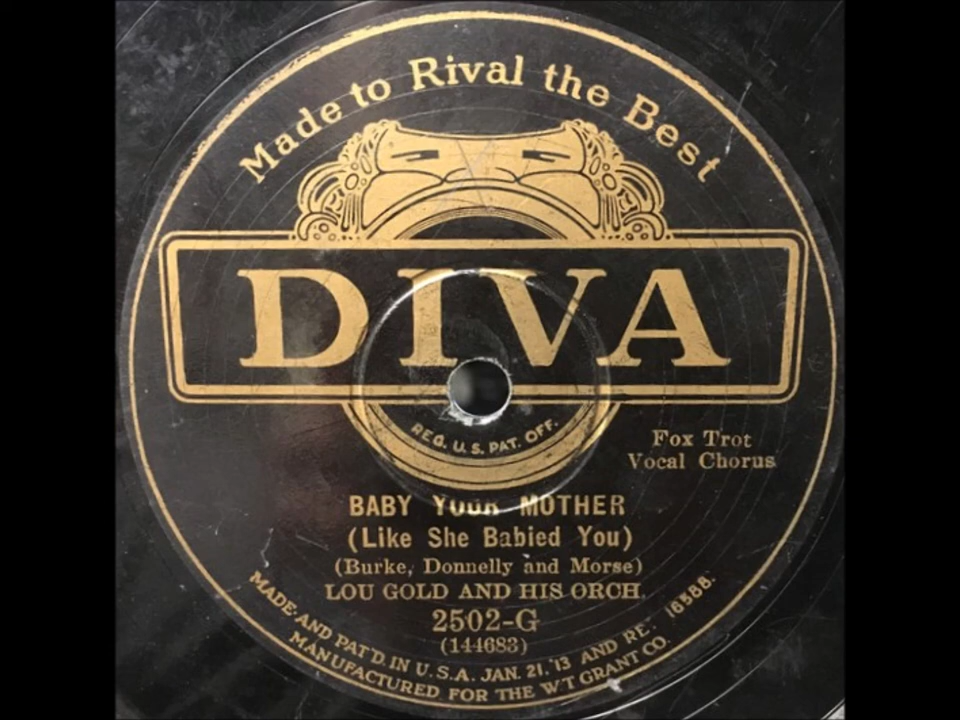 Made to Rival the Best
DIVA
REG. U.S. PAT. OFF.
Fox Trot
Vocal Chorus
BABY YOUR MOTHER
(Like She Babied You)
(Burke, Donnelly and Morse)
LOU GOLD AND HIS ORCH.
2502-G
(144683)
MADE AND PAT'D. IN U.S.A. JAN. 21, '13 AND RE. 16588.
MANUFACTURED FOR THE W.T GRANT CO.